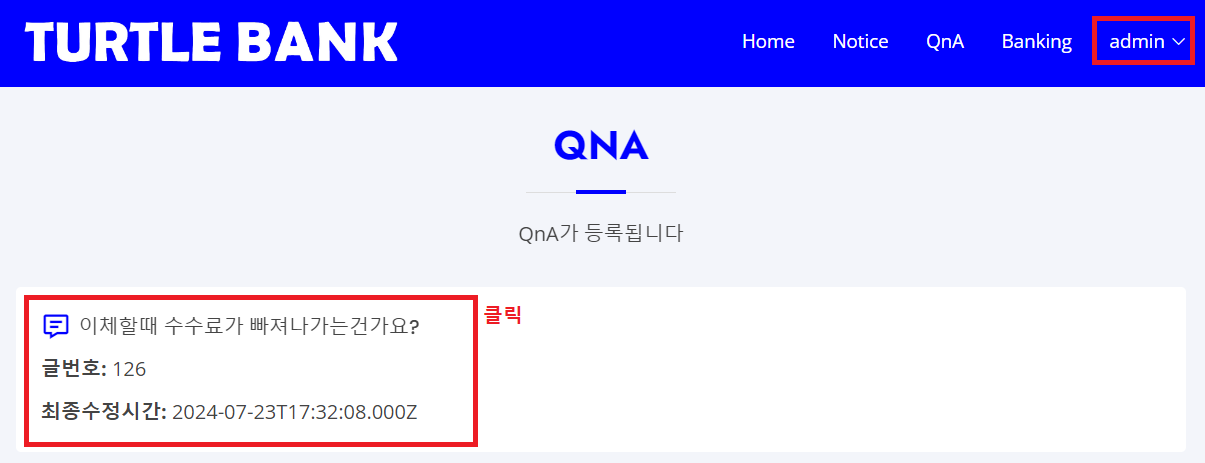 TURTLE BANK
Home Notice QnA Banking admin
QNA
QnA가 등록됩니다
이체할때 수수료가 빠져나가는건가요?
클릭
글번호: 126
최종수정시간: 2024-07-23T17:32:08.000Z